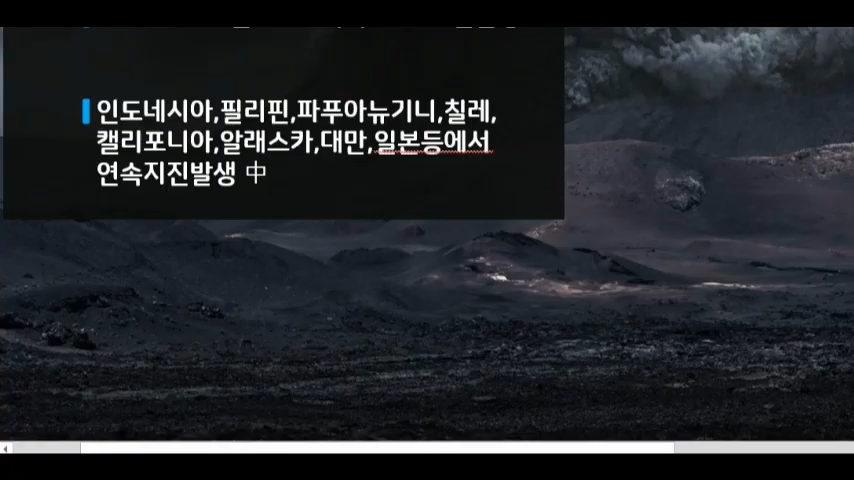 인도네시아,필리핀,파푸아뉴기니,칠레,
캘리포니아,알래스카,대만,일본등에서
연속지진발생 中